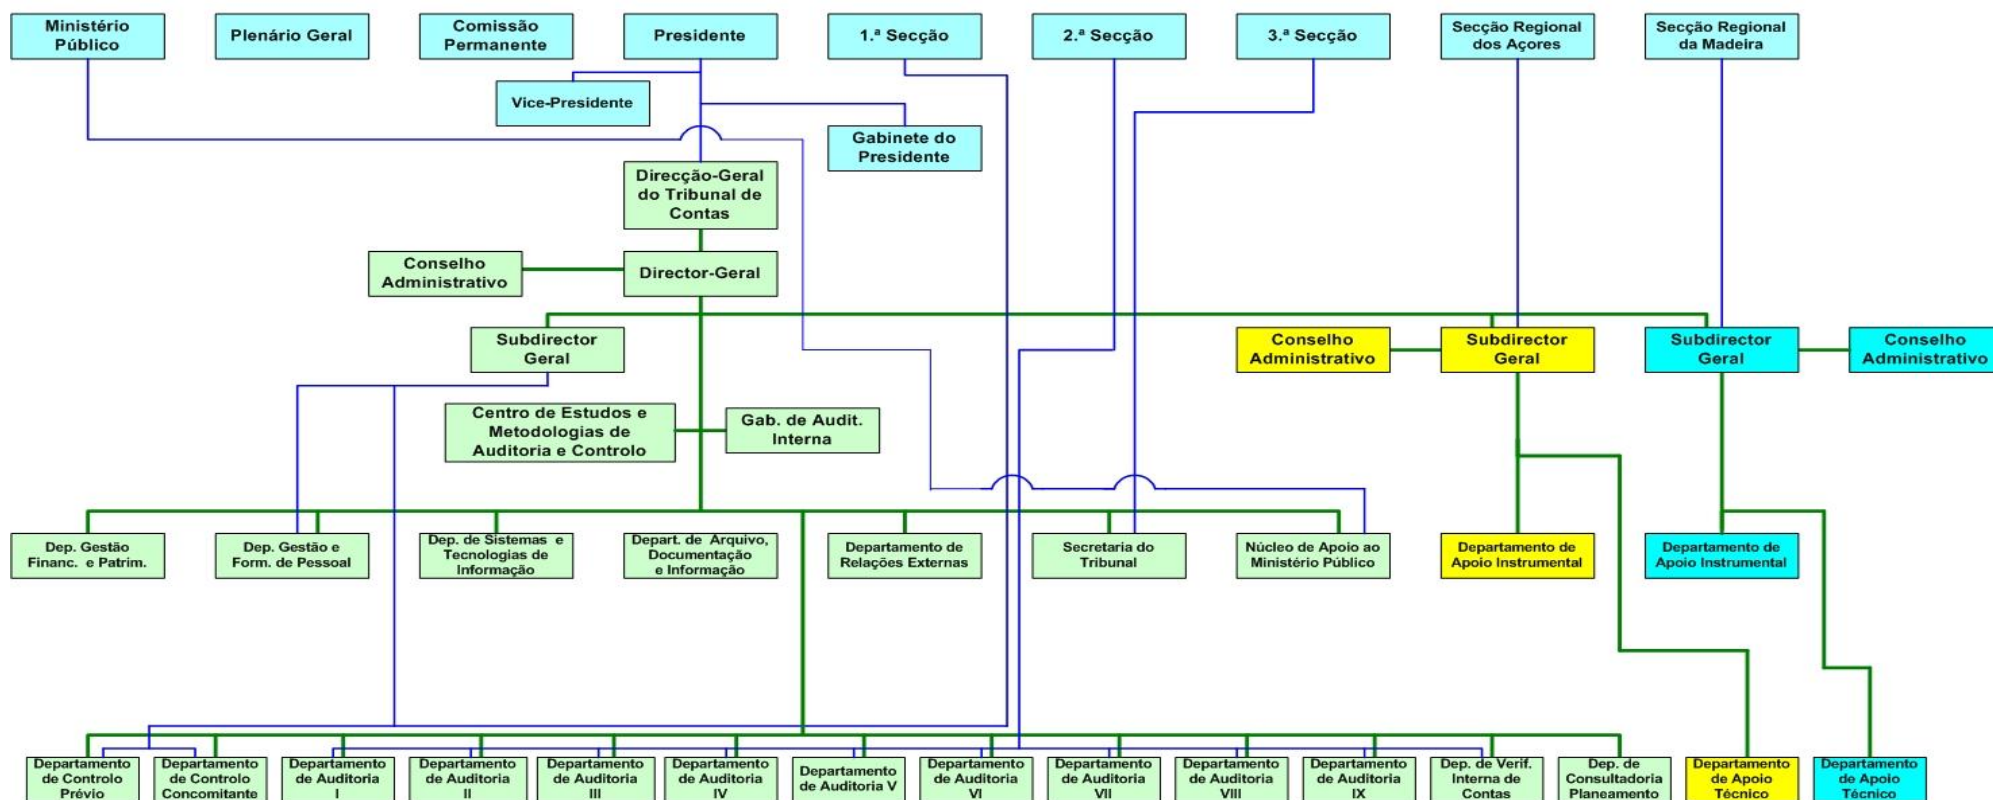 Ministério
Público
Plenário Geral
Comissão
Permanente
Presidente
1.ª Secção
2.ª Secção
3.ª Secção
Secção Regional
dos Açores
Secção Regional
da Madeira
Vice-Presidente
Gabinete do
Presidente
Direcção-Geral
do Tribunal de
Contas
Conselho
Administrativo
Director-Geral
Subdirector
Geral
Conselho
Administrativo
Subdirector
Geral
Subdirector
Geral
Conselho
Administrativo
Centro de Estudos e
Metodologias de
Auditoria e Controlo
Gab. de Audit.
Interna
Dep. Gestão
Financ. e Patrim.
Dep. Gestão e
Form. de Pessoal
Dep. de Sistemas e
Tecnologias de
Informação
Depart. de Arquivo,
Documentação
e Informação
Departamento de
Relações Externas
Secretaria do
Tribunal
Núcleo de Apoio ao
Ministério Público
Departamento de
Apoio Instrumental
Departamento de
Apoio Instrumental
Departamento
de Controlo
Prévio
Departamento
de Controlo
Concomitante
Departamento
de Auditoria
I
Departamento
de Auditoria
II
Departamento
de Auditoria
III
Departamento
de Auditoria
IV
Departamento
de Auditoria V
Departamento
de Auditoria
VI
Departamento
de Auditoria
VII
Departamento
de Auditoria
VIII
Departamento
de Auditoria
IX
Dep. de Verif.
Interna de
Contas
Dep. de
Consultadoria
Planeamento
Departamento
de Apoio
Técnico
Departamento
de Apoio
Técnico